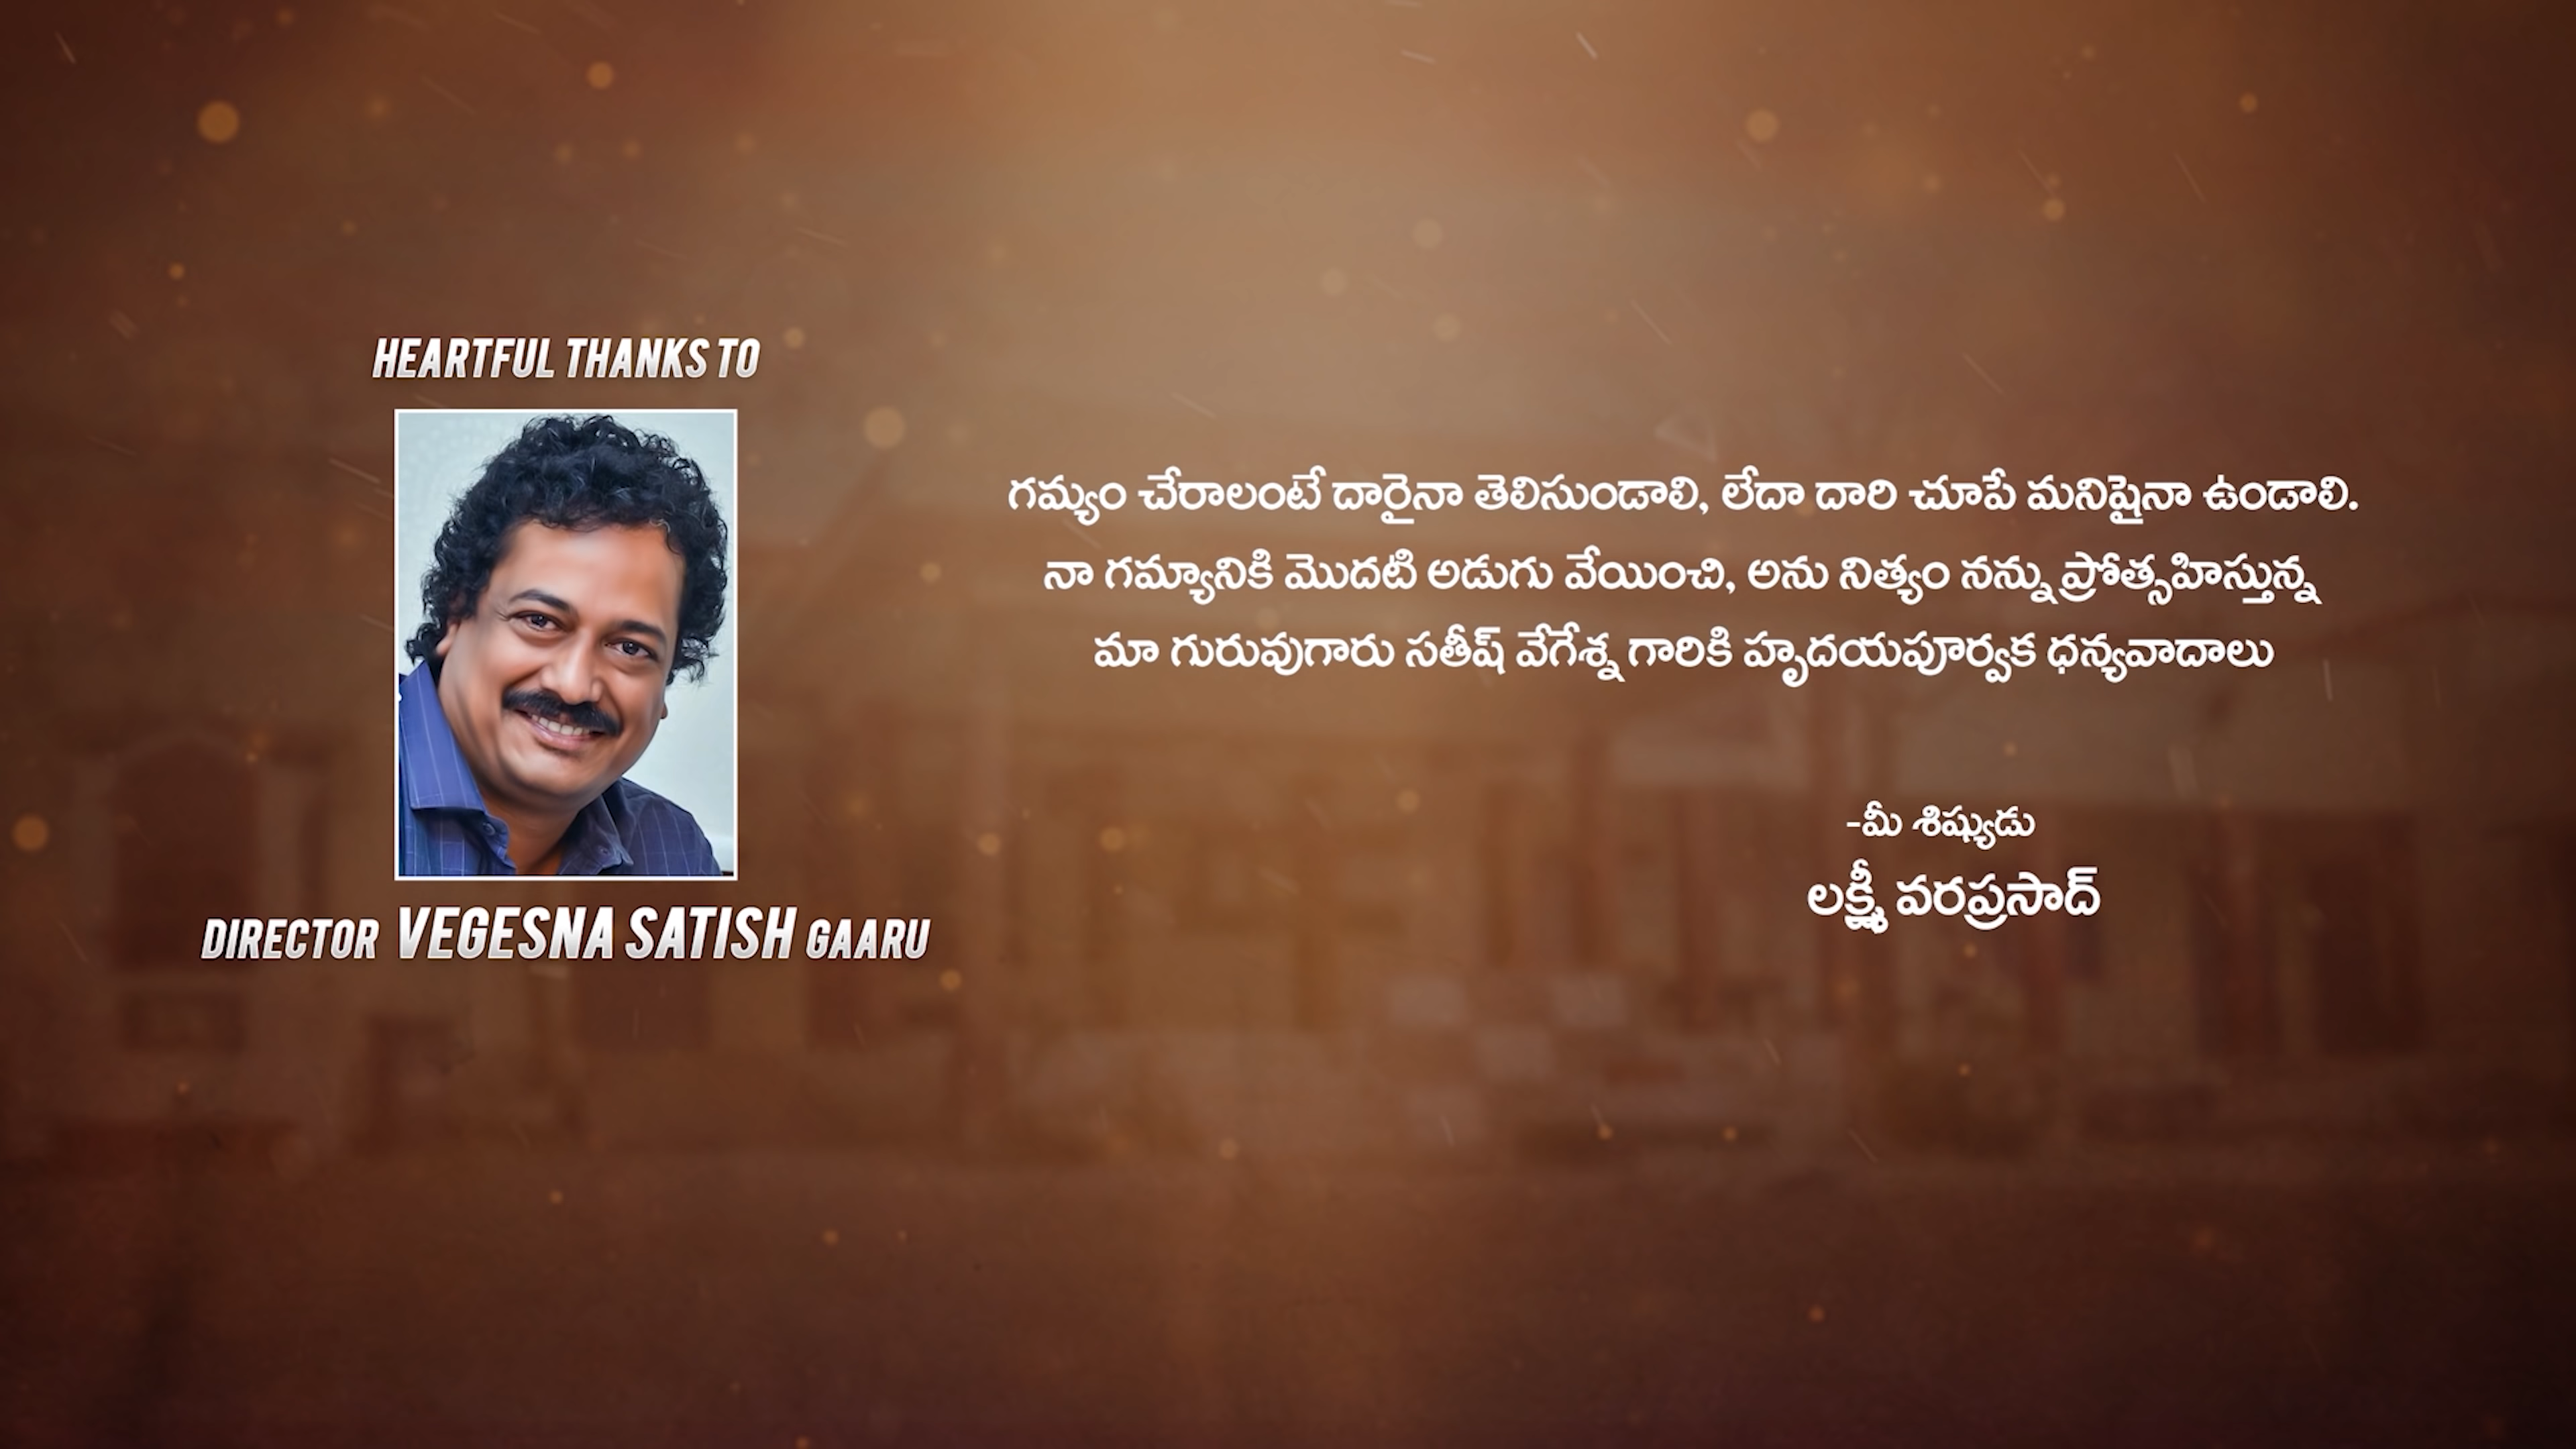 HEARTFUL THANKS TO
DIRECTOR VEGESNA SATISH GAARU
గమ్యం చేరాలంటే దారైనా తెలిసుండాలి, లేదా దారి చూపే మనిషైనా ఉండాలి.
నా గమ్యానికి మొదటి అడుగు వేయించి, అను నిత్యం నన్ను ప్రోత్సహిస్తున్న
మా గురువుగారు సతీష్ వేగేశ్న గారికి హృదయపూర్వక ధన్యవాదాలు
-మీ శిష్యుడు
లక్ష్మీ వరప్రసాద్